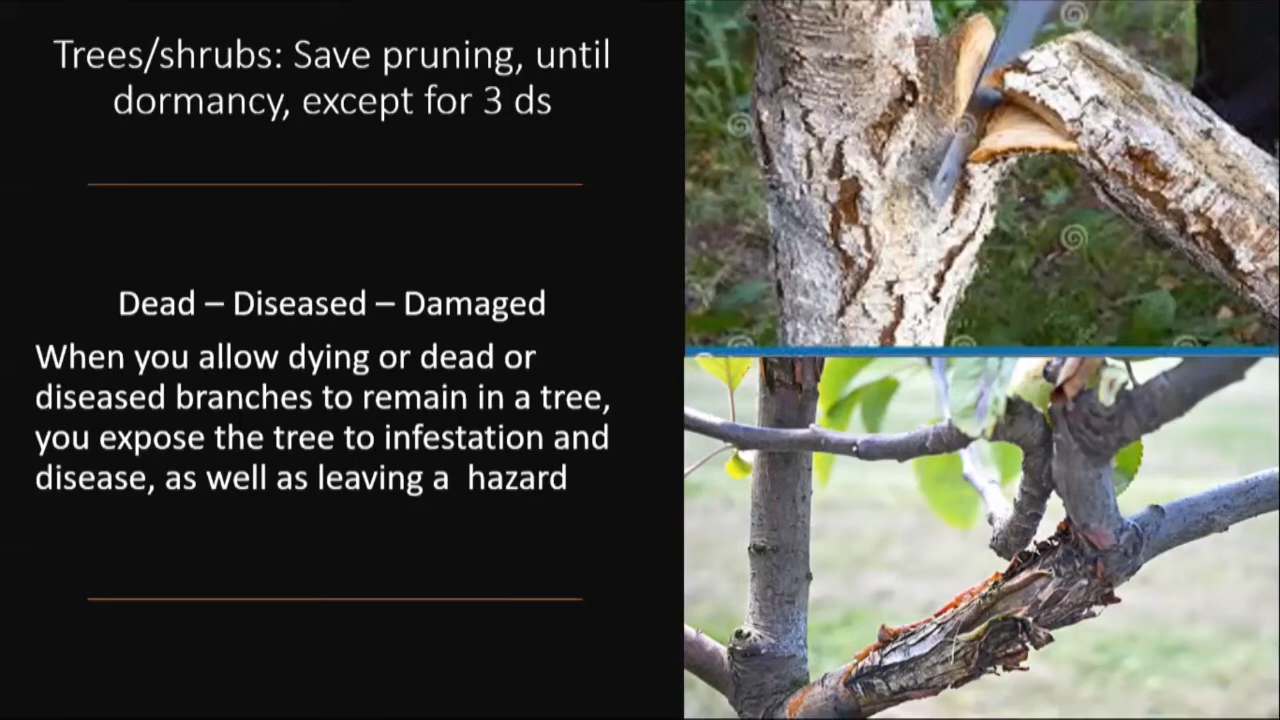 Trees/shrubs: Save pruning, until
dormancy, except for 3 ds
Dead – Diseased – Damaged
When you allow dying or dead or
diseased branches to remain in a tree,
you expose the tree to infestation and
disease, as well as leaving a  hazard